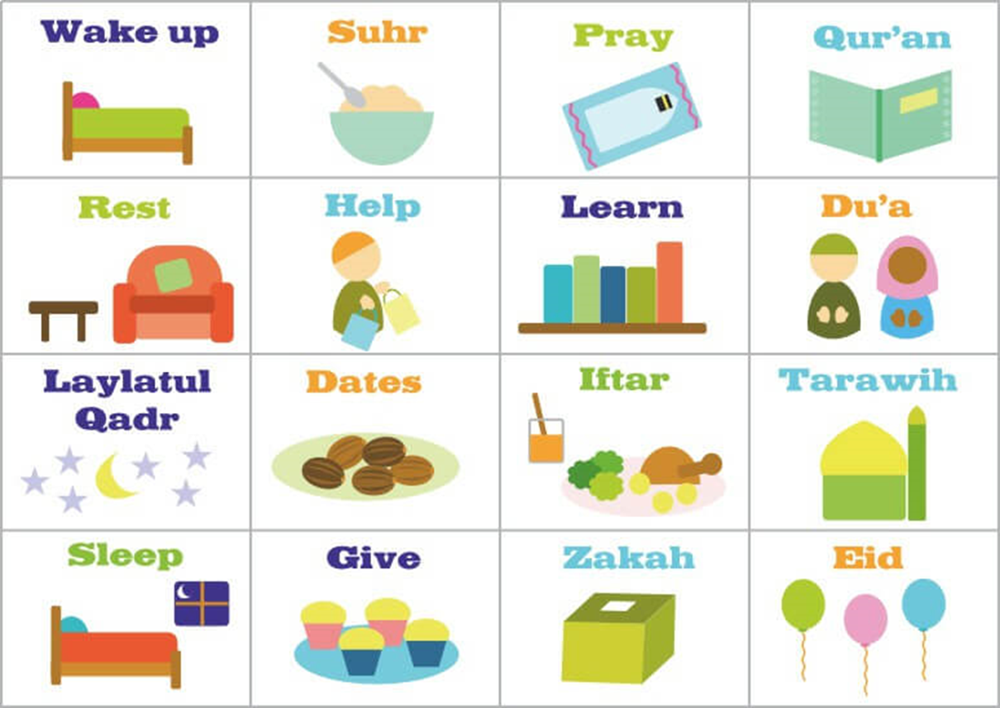 Wake up
Suhr
Pray
Qur'an
Rest
Help
Learn
Du'a
Laylatul
Qadr
Dates
Iftar
Tarawih
Sleep
Give
Zakah
Eid